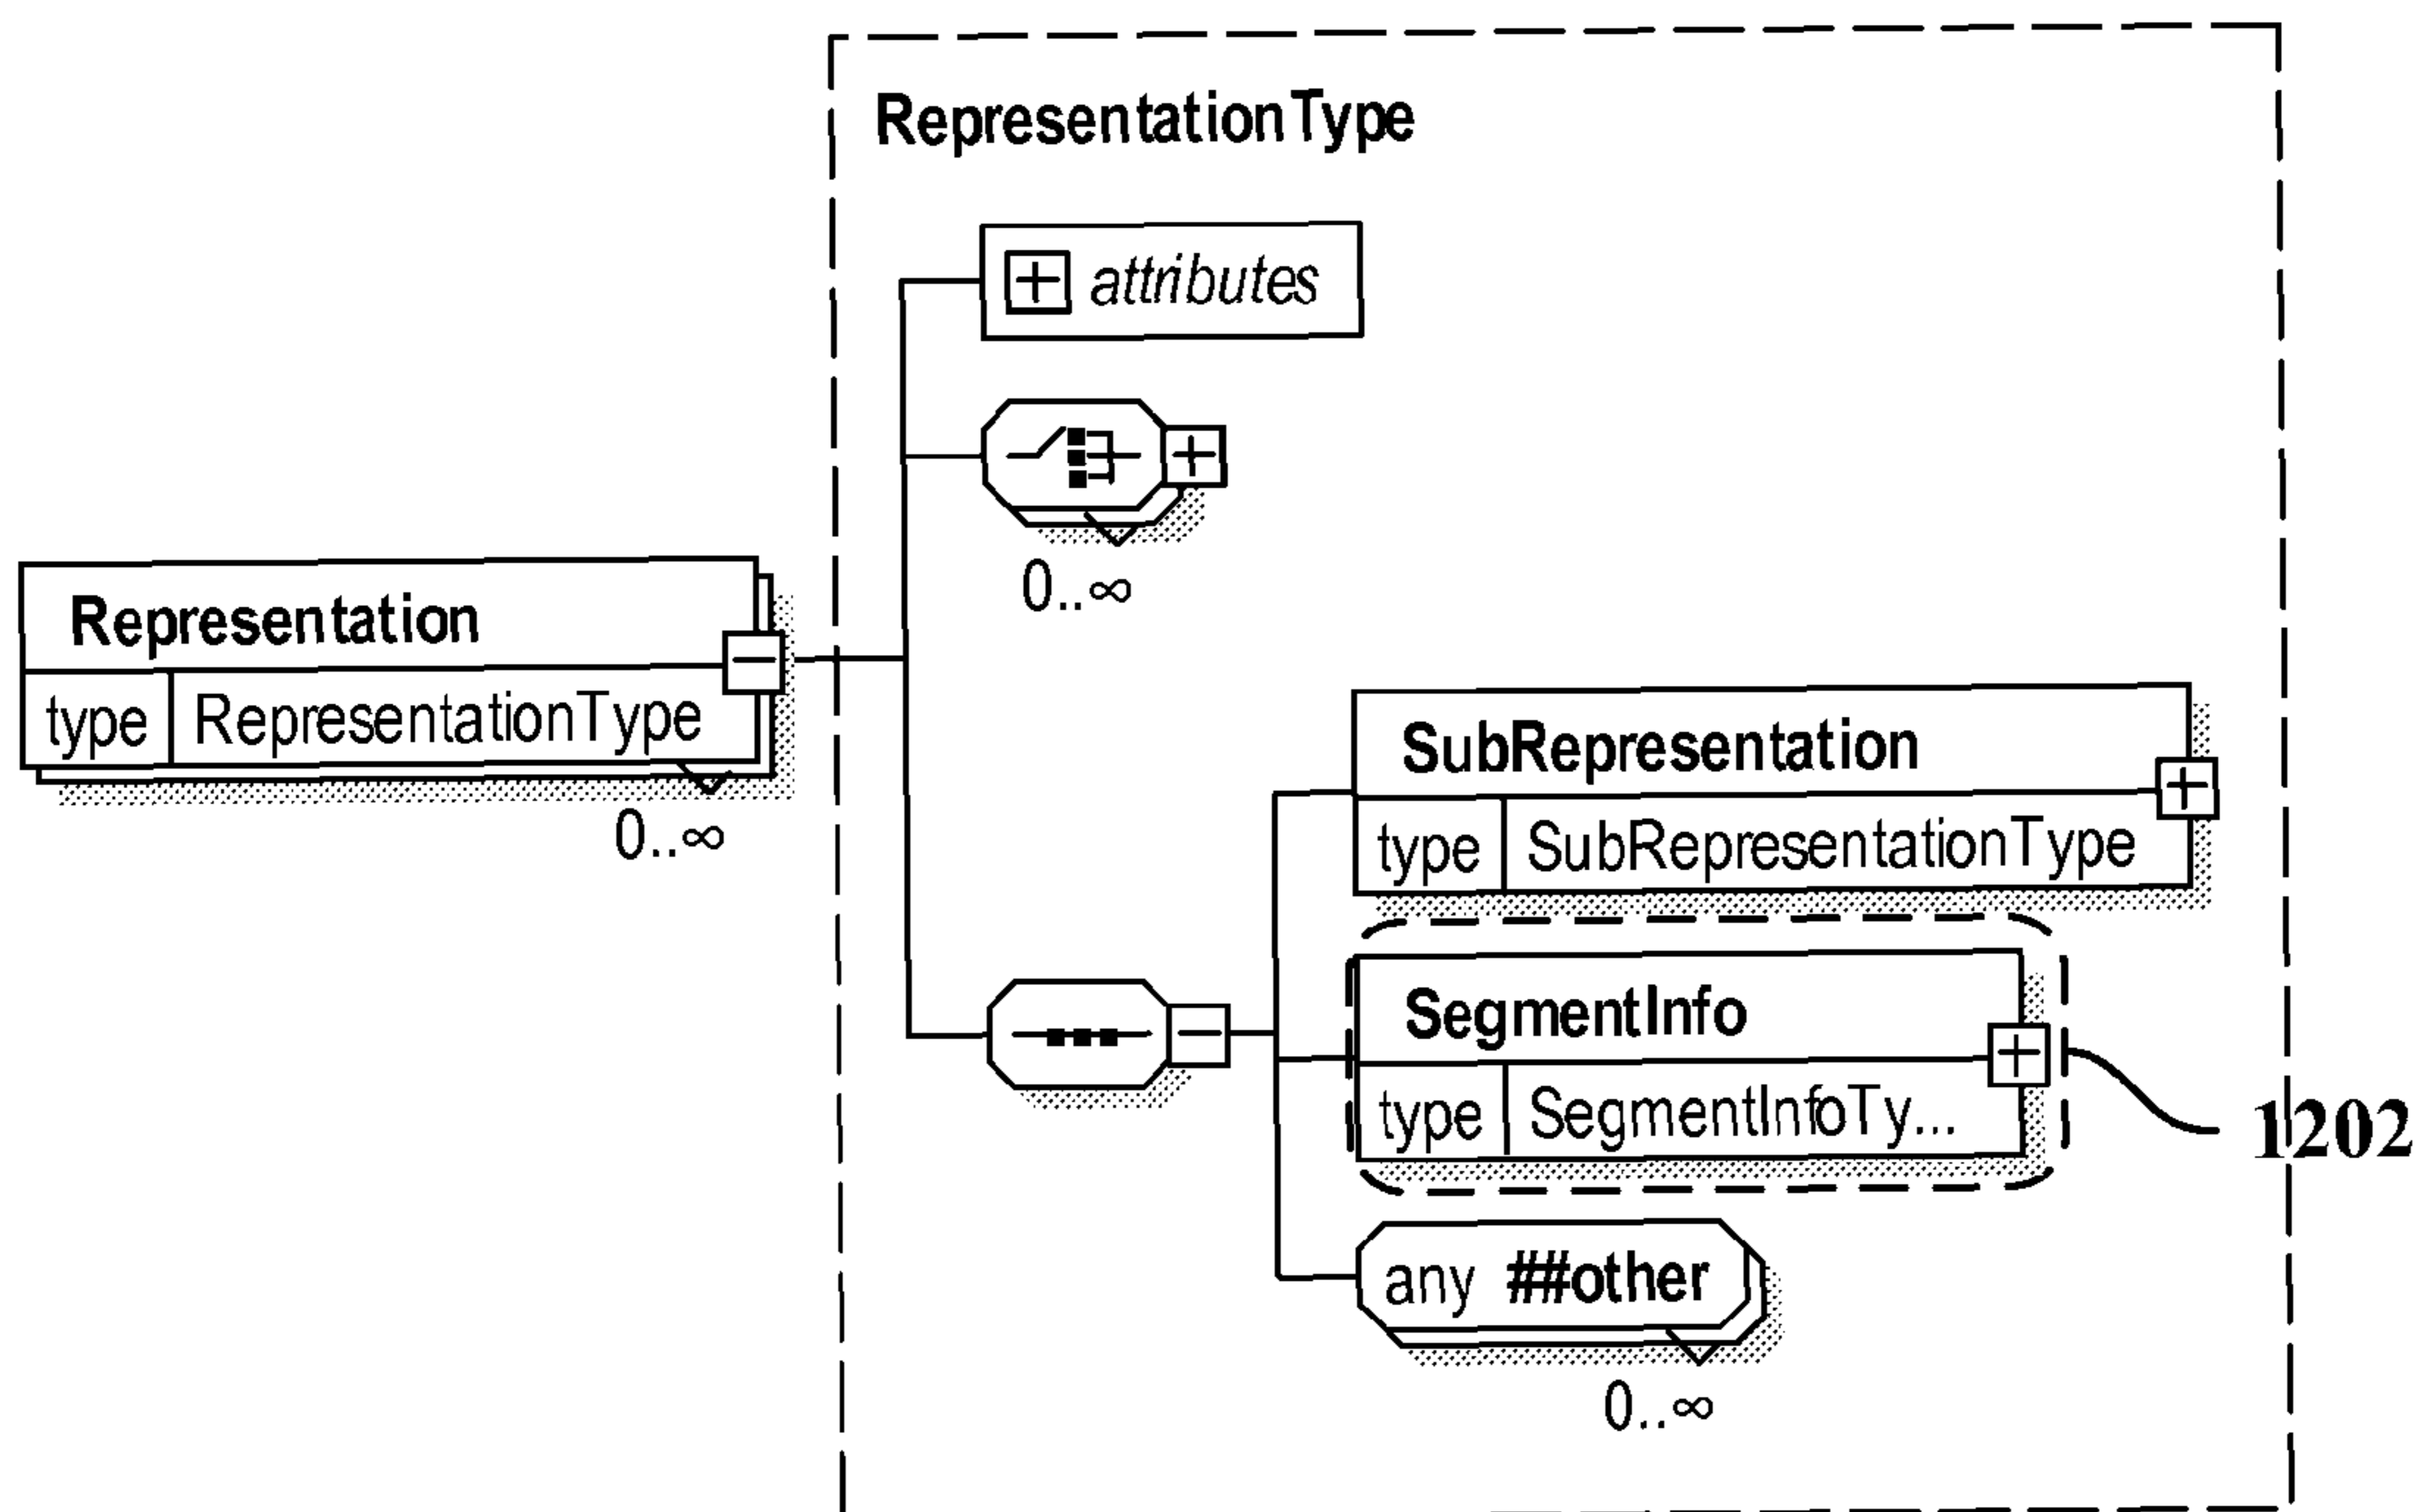 RepresentationType
attributes
0..∞
Representation
type RepresentationType
0..∞
SubRepresentation
type SubRepresentationType
SegmentInfo
type SegmentInfoTy...
1202
any ##other
0..∞